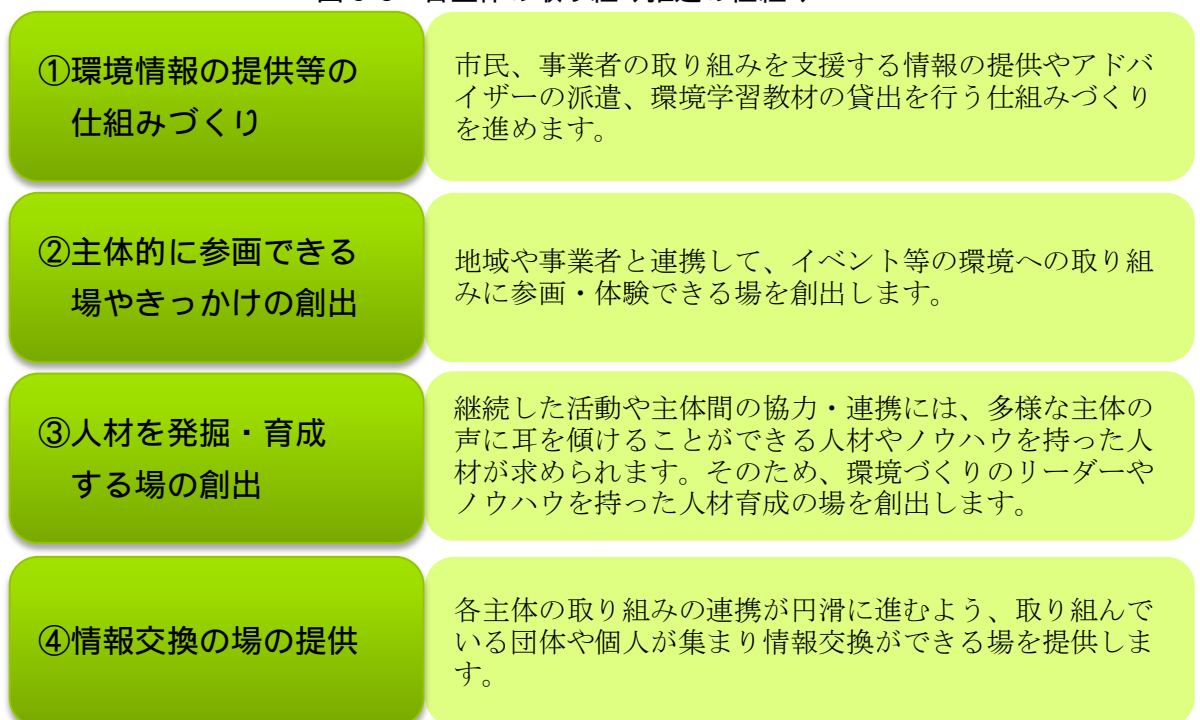 ①環境情報の提供等の
仕組みづくり
市民、事業者の取り組みを支援する情報の提供やアドバ
イザーの派遣、環境学習教材の貸出を行う仕組みづくり
を進めます。
②主体的に参画できる
場やきっかけの創出
地域や事業者と連携して、イベント等の環境への取り組
みに参画・体験できる場を創出します。
③人材を発掘・育成
する場の創出
継続した活動や主体間の協力・連携には、多様な主体の
声に耳を傾けることができる人材やノウハウを持った人
材が求められます。そのため、環境づくりのリーダーや
ノウハウを持った人材育成の場を創出します。
④情報交換の場の提供
各主体の取り組みの連携が円滑に進むよう、取り組んで
いる団体や個人が集まり情報交換ができる場を提供しま
す。